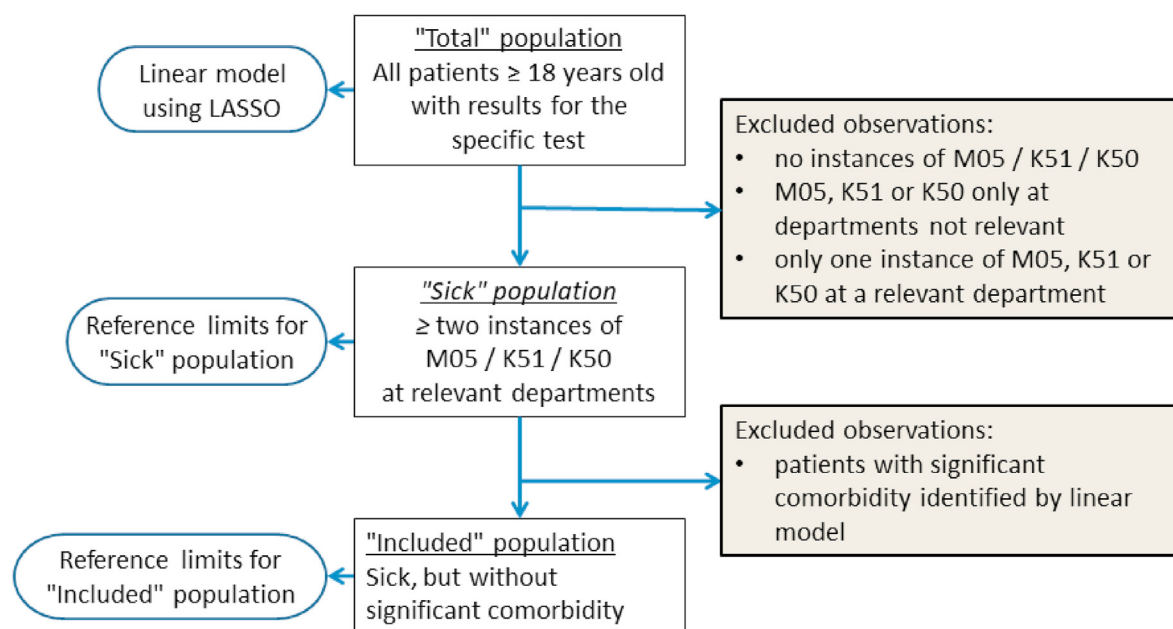 "Total" population
All patients ≥ 18 years old
with results for the
specific test
Linear model
using LASSO
Excluded observations:
• no instances of M05 / K51 / K50
• M05, K51 or K50 only at
departments not relevant
• only one instance of M05, K51 or
K50 at a relevant department
"Sick" population
≥ two instances of
M05 / K51 / K50
at relevant departments
Reference limits for
"Sick" population
Excluded observations:
• patients with significant
comorbidity identified by linear
model
"Included" population
Sick, but without
significant comorbidity
Reference limits for
"Included" population